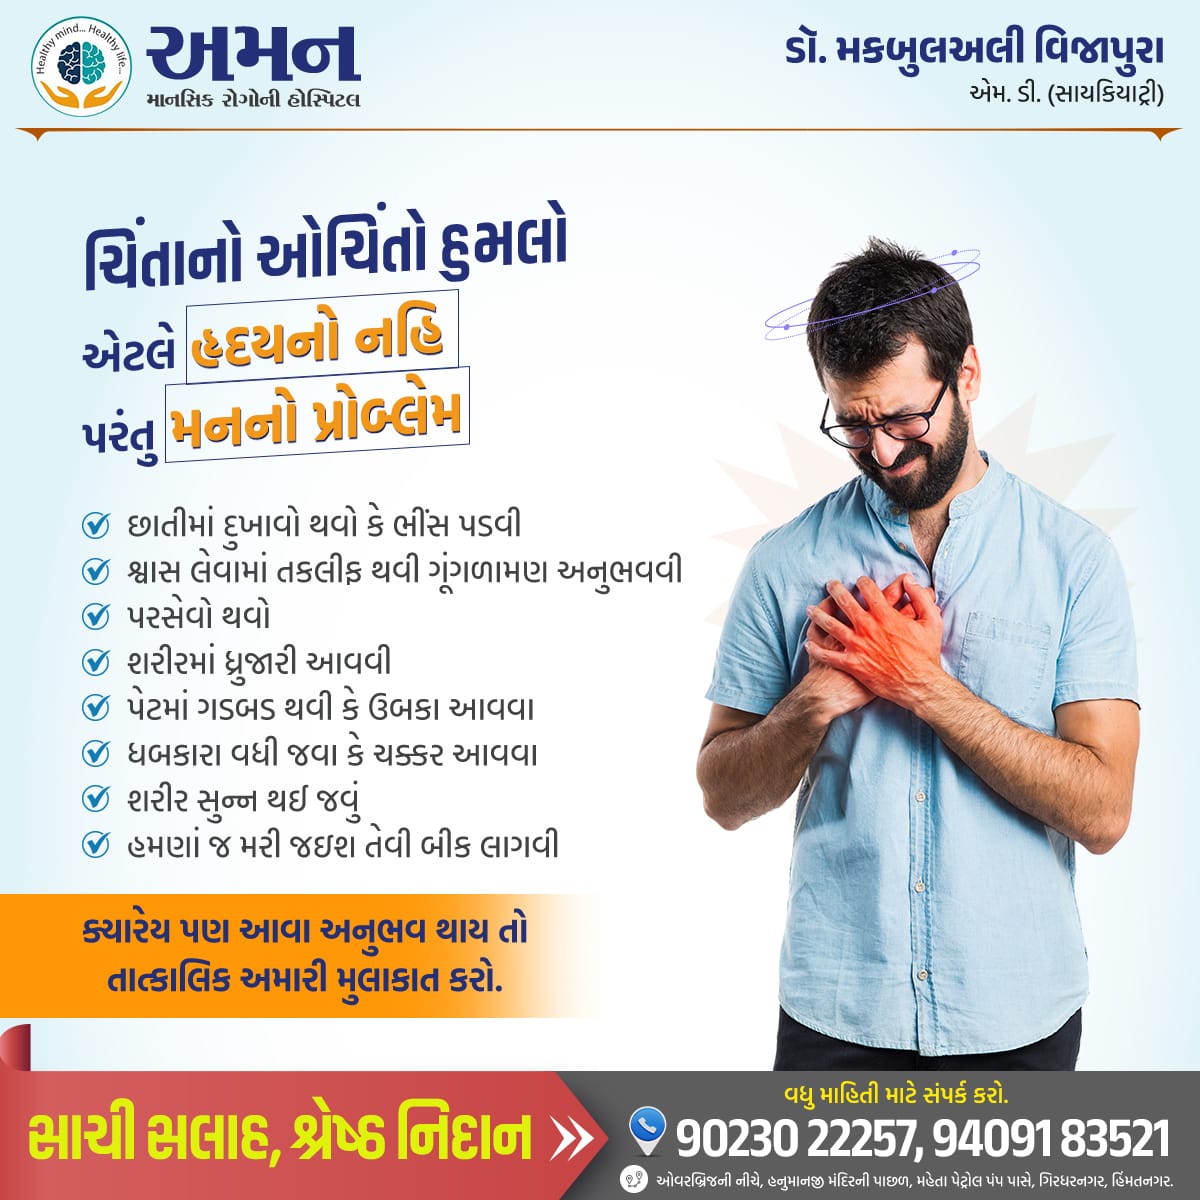 Healthy mind... Healthy life...
અમન
માનસિક રોગોની હોસ્પિટલ
ડૉ. મકબુલઅલી વિજાપુરા
એમ. ડી. (સાયકિયાટ્રી)
ચિંતાનો ઓચિંતો હુમલો
એટલે હૃદયનો નહિ
પરંતુ મનનો પ્રોબ્લેમ
છાતીમાં દુખાવો થવો કે ભીંસ પડવી
શ્વાસ લેવામાં તકલીફ થવી ગૂંગળામણ અનુભવવી
પરસેવો થવો
શરીરમાં ધ્રુજારી આવવી
પેટમાં ગડબડ થવી કે ઉબકા આવવા
ધબકારા વધી જવા કે ચક્કર આવવા
શરીર સુન્ન થઈ જવું
હમણાં જ મરી જઇશ તેવી બીક લાગવી
ક્યારેય પણ આવા અનુભવ થાય તો
તાત્કાલિક અમારી મુલાકાત કરો.
સાચી સલાહ, શ્રેષ્ઠ નિદાન
વધુ માહિતી માટે સંપર્ક કરો.
90230 22257, 94091 83521
ઓવરબ્રિજની નીચે, હનુમાનજી મંદિરની પાછળ, મહેતા પેટ્રોલ પંપ પાસે, ગિરધરનગર, હિંમતનગર.